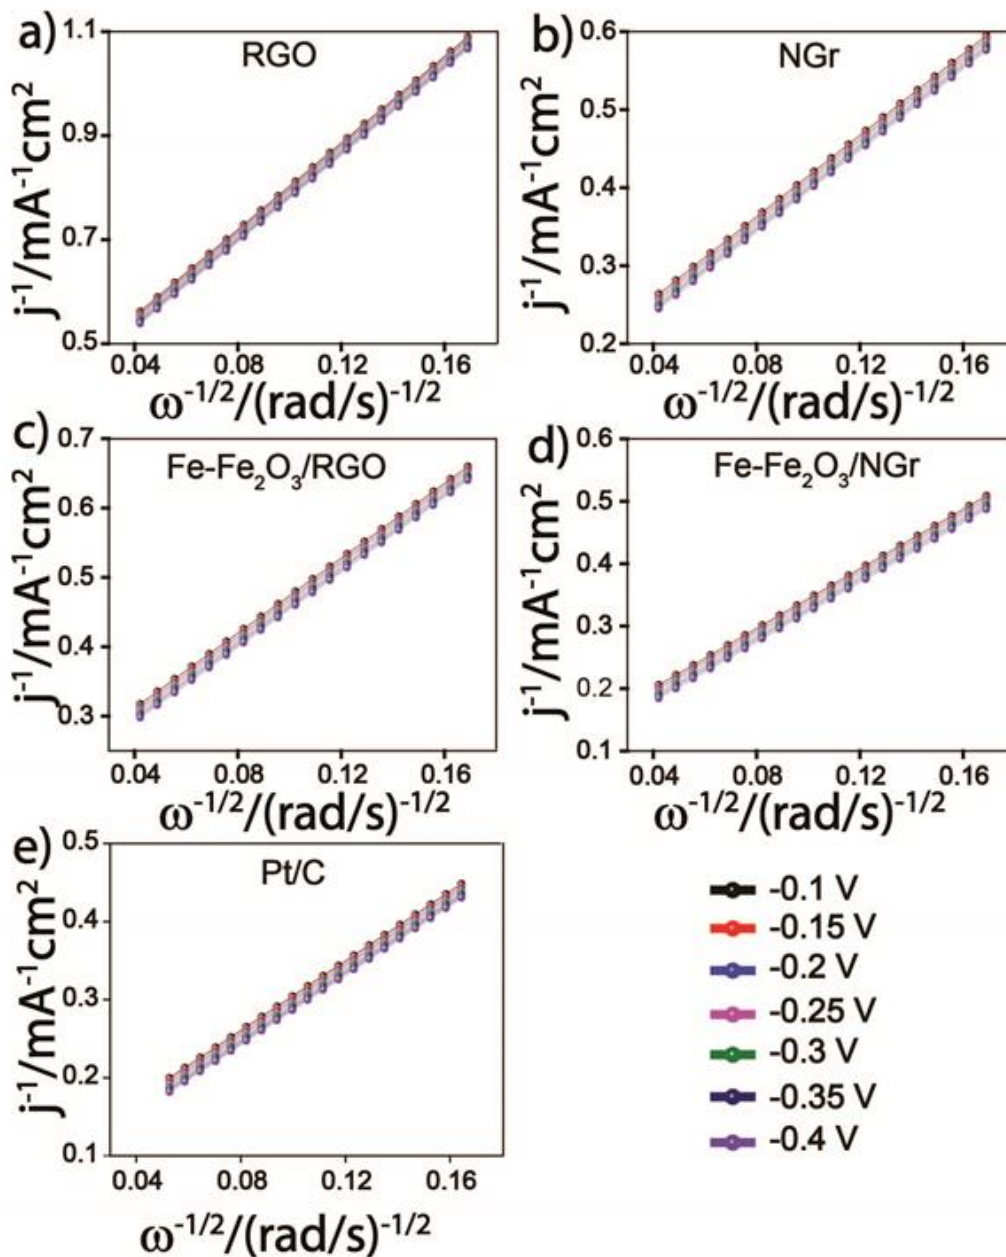 a)
RGO
1.1
0.9
0.7
0.5
j⁻¹/mA⁻¹cm²
0.04 0.08 0.12 0.16
ω⁻¹/²/(rad/s)⁻¹/²
b)
NGr
0.6
0.5
0.4
0.3
0.2
j⁻¹/mA⁻¹cm²
0.04 0.08 0.12 0.16
ω⁻¹/²/(rad/s)⁻¹/²
c)
Fe-Fe₂O₃/RGO
0.7
0.6
0.5
0.4
0.3
j⁻¹/mA⁻¹cm²
0.04 0.08 0.12 0.16
ω⁻¹/²/(rad/s)⁻¹/²
d)
Fe-Fe₂O₃/NGr
0.6
0.5
0.4
0.3
0.2
0.1
j⁻¹/mA⁻¹cm²
0.04 0.08 0.12 0.16
ω⁻¹/²/(rad/s)⁻¹/²
e)
Pt/C
0.5
0.4
0.3
0.2
0.1
j⁻¹/mA⁻¹cm²
0.04 0.08 0.12 0.16
ω⁻¹/²/(rad/s)⁻¹/²
-0.1 V
-0.15 V
-0.2 V
-0.25 V
-0.3 V
-0.35 V
-0.4 V